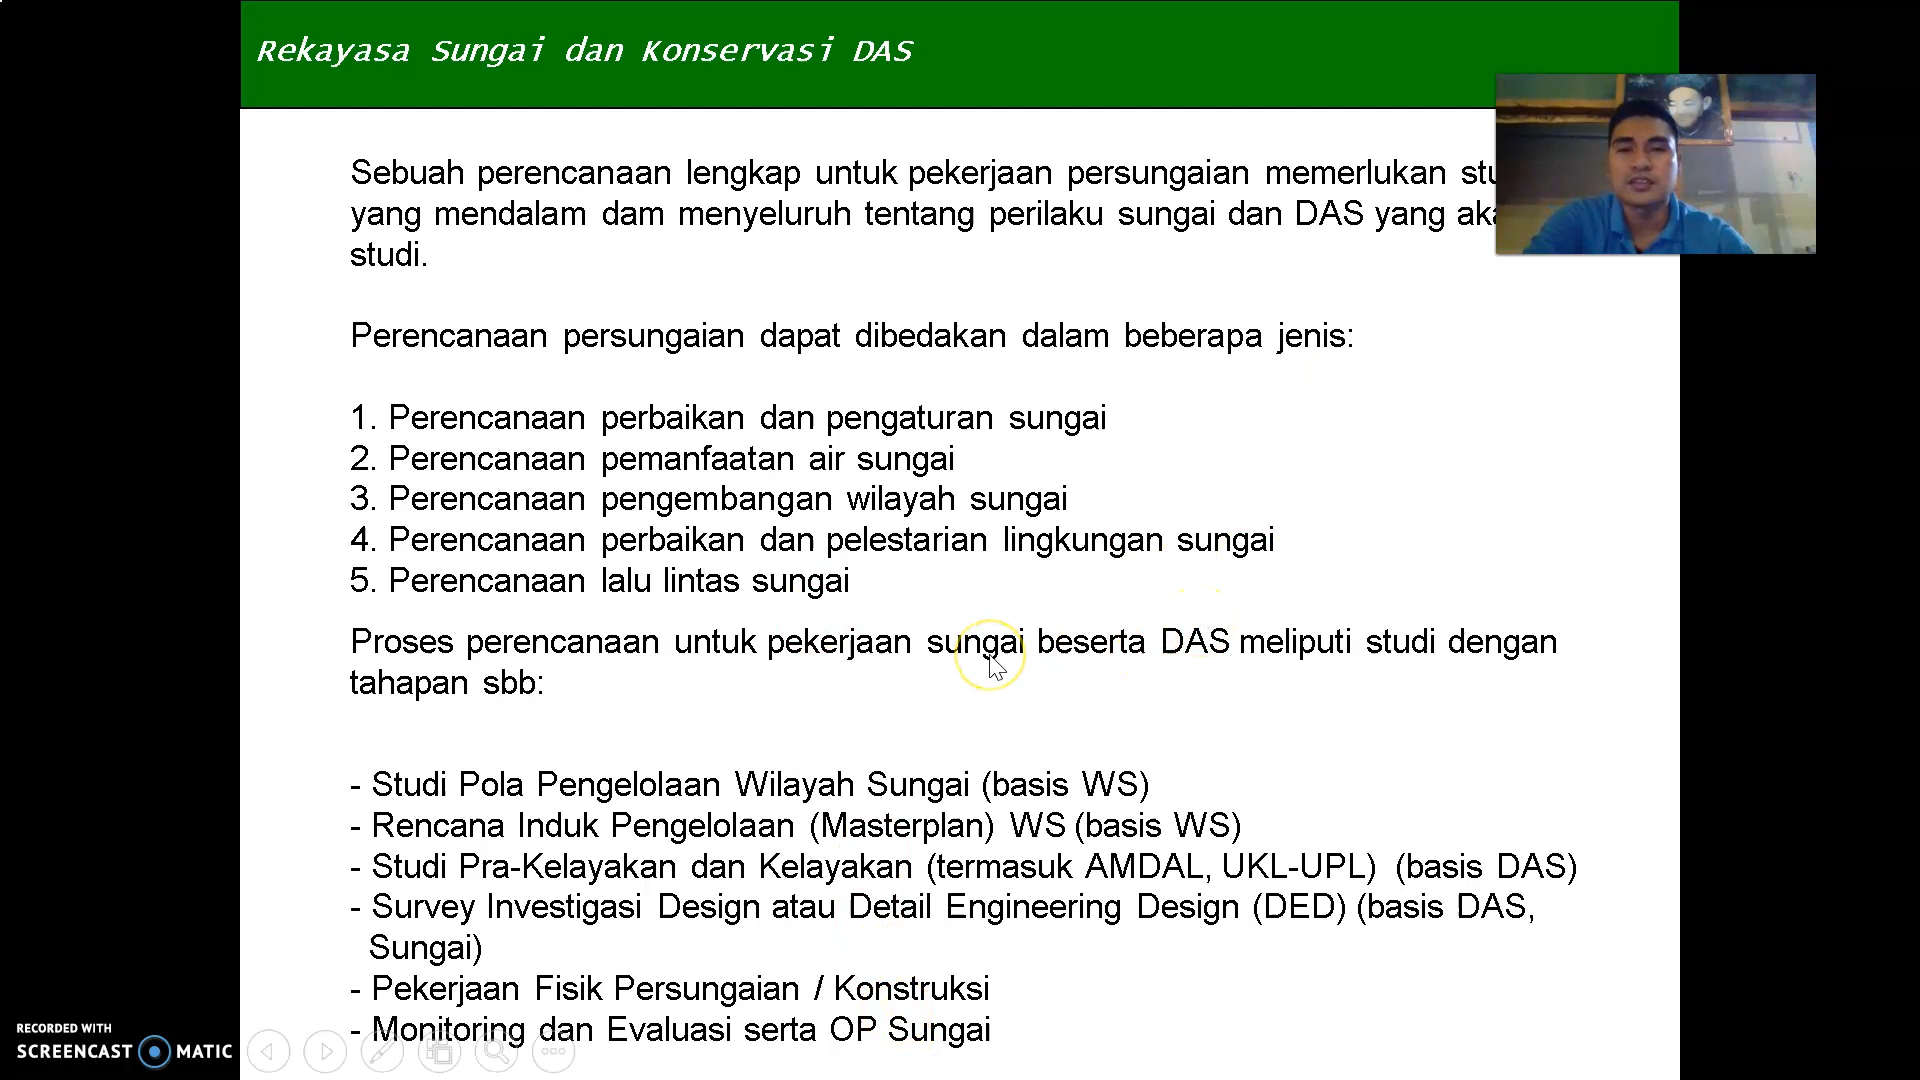 Rekayasa Sungai dan Konservasi DAS
Sebuah perencanaan lengkap untuk pekerjaan persungaian memerlukan
yang mendalam dam menyeluruh tentang perilaku sungai dan DAS yang
studi.
Perencanaan persungaian dapat dibedakan dalam beberapa jenis:
1. Perencanaan perbaikan dan pengaturan sungai
2. Perencanaan pemanfaatan air sungai
3. Perencanaan pengembangan wilayah sungai
4. Perencanaan perbaikan dan pelestarian lingkungan sungai
5. Perencanaan lalu lintas sungai
Proses perencanaan untuk pekerjaan sungai beserta DAS meliputi studi dengan
tahapan sbb:
- Studi Pola Pengelolaan Wilayah Sungai (basis WS)
- Rencana Induk Pengelolaan (Masterplan) WS (basis WS)
- Studi Pra-Kelayakan dan Kelayakan (termasuk AMDAL, UKL-UPL) (basis DAS)
- Survey Investigasi Design atau Detail Engineering Design (DED) (basis DAS,
Sungai)
- Pekerjaan Fisik Persungaian / Konstruksi
- Monitoring dan Evaluasi serta OP Sungai
RECORDED WITH
SCREENCAST MATIC